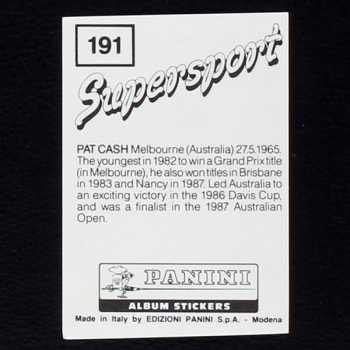 191
Supersport
PAT CASH Melbourne (Australia) 27.5.1965.
The youngest in 1982 to win a Grand Prix title
(in Melbourne), he also won titles in Brisbane
in 1983 and Nancy in 1987. Led Australia to
an exciting victory in the 1986 Davis Cup,
and was a finalist in the 1987 Australian
Open.
PANINI
ALBUM STICKERS
Made in Italy by EDIZIONI PANINI S.p.A. - Modena